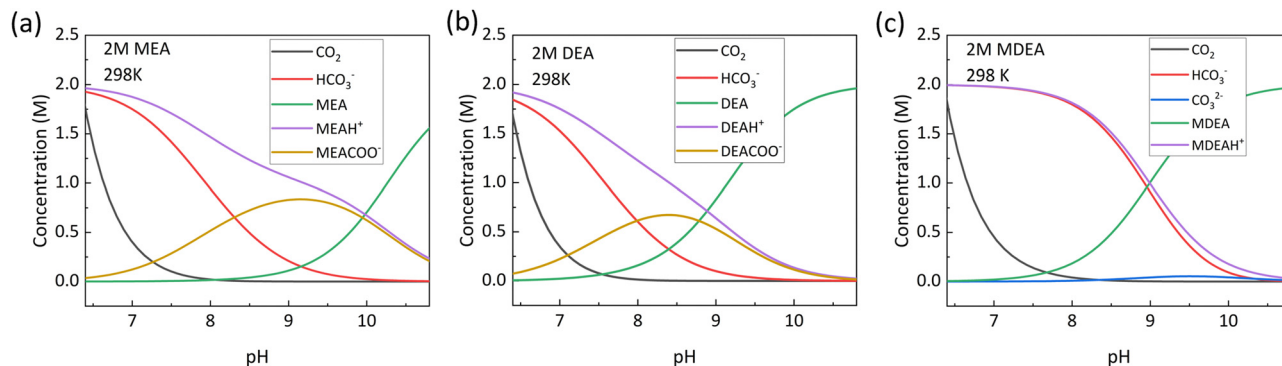 (a)
2M MEA
298K
CO₂
HCO₃⁻
MEA
MEAH⁺
MEACOO⁻
Concentration (M)
2.5
2.0
1.5
1.0
0.5
0.0
7 8 9 10
pH
(b)
2M DEA
298K
CO₂
HCO₃⁻
DEA
DEAH⁺
DEACOO⁻
Concentration (M)
2.5
2.0
1.5
1.0
0.5
0.0
7 8 9 10
pH
(c)
2M MDEA
298 K
CO₂
HCO₃⁻
CO₃²⁻
MDEA
MDEAH⁺
Concentration (M)
2.5
2.0
1.5
1.0
0.5
0.0
7 8 9 10
pH